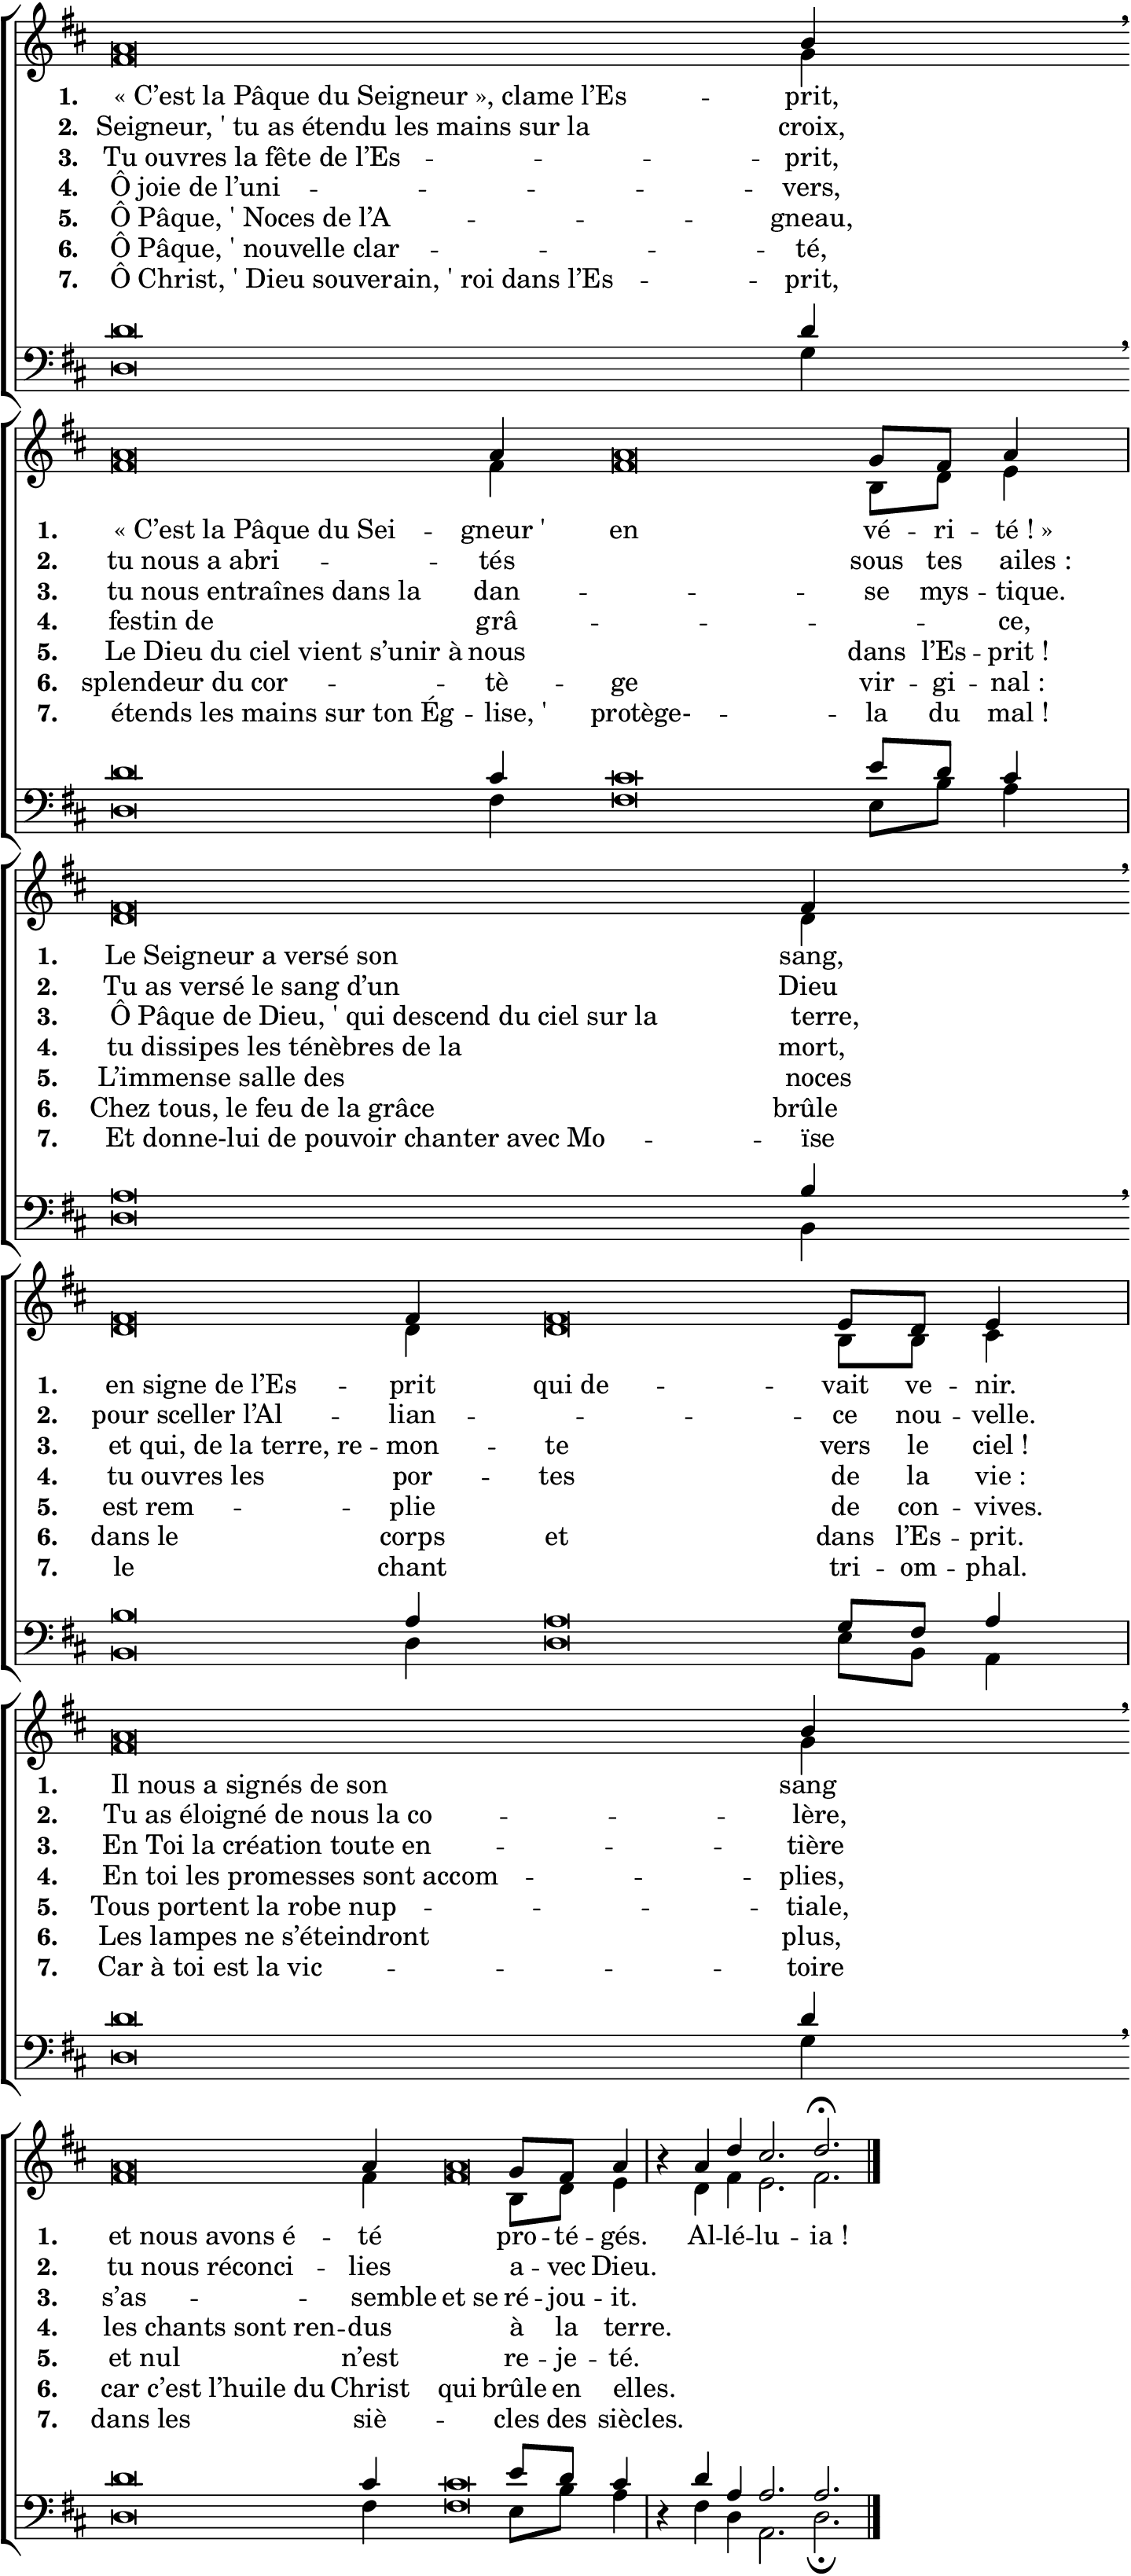 1. « C’est la Pâque du Seigneur », clame l’Es -- prit,
2. Seigneur, ' tu as étendu les mains sur la croix,
3. Tu ouvres la fête de l’Es -- prit,
4. Ô joie de l’uni -- vers,
5. Ô Pâque, ' Noces de l’A -- gneau,
6. Ô Pâque, ' nouvelle clar -- té,
7. Ô Christ, ' Dieu souverain, ' roi dans l’Es -- prit,
1. « C’est la Pâque du Sei -- gneur ' en vé -- ri -- té ! »
2. tu nous a abri -- tés sous tes ailes :
3. tu nous entraînes dans la dan -- se mys -- tique.
4. festin de grâ -- ce,
5. Le Dieu du ciel vient s’unir à nous dans l’Es -- prit !
6. splendeur du cor -- tè -- ge vir -- gi -- nal :
7. étends les mains sur ton Ég -- lise, ' protège- -- la du mal !
1. Le Seigneur a versé son sang,
2. Tu as versé le sang d’un Dieu
3. Ô Pâque de Dieu, ' qui descend du ciel sur la terre,
4. tu dissipes les ténèbres de la mort,
5. L’immense salle des noces
6. Chez tous, le feu de la grâce brûle
7. Et donne-lui de pouvoir chanter avec Mo -- ïse
1. en signe de l’Es -- prit qui de -- vait ve -- nir.
2. pour sceller l’Al -- lian -- ce nou -- velle.
3. et qui, de la terre, re -- mon -- te vers le ciel !
4. tu ouvres les por -- tes de la vie :
5. est rem -- plie de con -- vives.
6. dans le corps et dans l’Es -- prit.
7. le chant tri -- om -- phal.
1. Il nous a signés de son sang
2. Tu as éloigné de nous la co -- lère,
3. En Toi la création toute en -- tière
4. En toi les promesses sont accom -- plies,
5. Tous portent la robe nup -- tiale,
6. Les lampes ne s’éteindront plus,
7. Car à toi est la vic -- toire
1. et nous avons é -- té pro -- té -- gés. Al -- lé -- lu -- ia !
2. tu nous réconci -- lies a -- vec Dieu.
3. s’as -- semble et se ré -- jou -- it.
4. les chants sont ren -- dus à la terre.
5. et nul n’est re -- je -- té.
6. car c’est l’huile du Christ qui brûle en elles.
7. dans les siè -- cles des siècles.